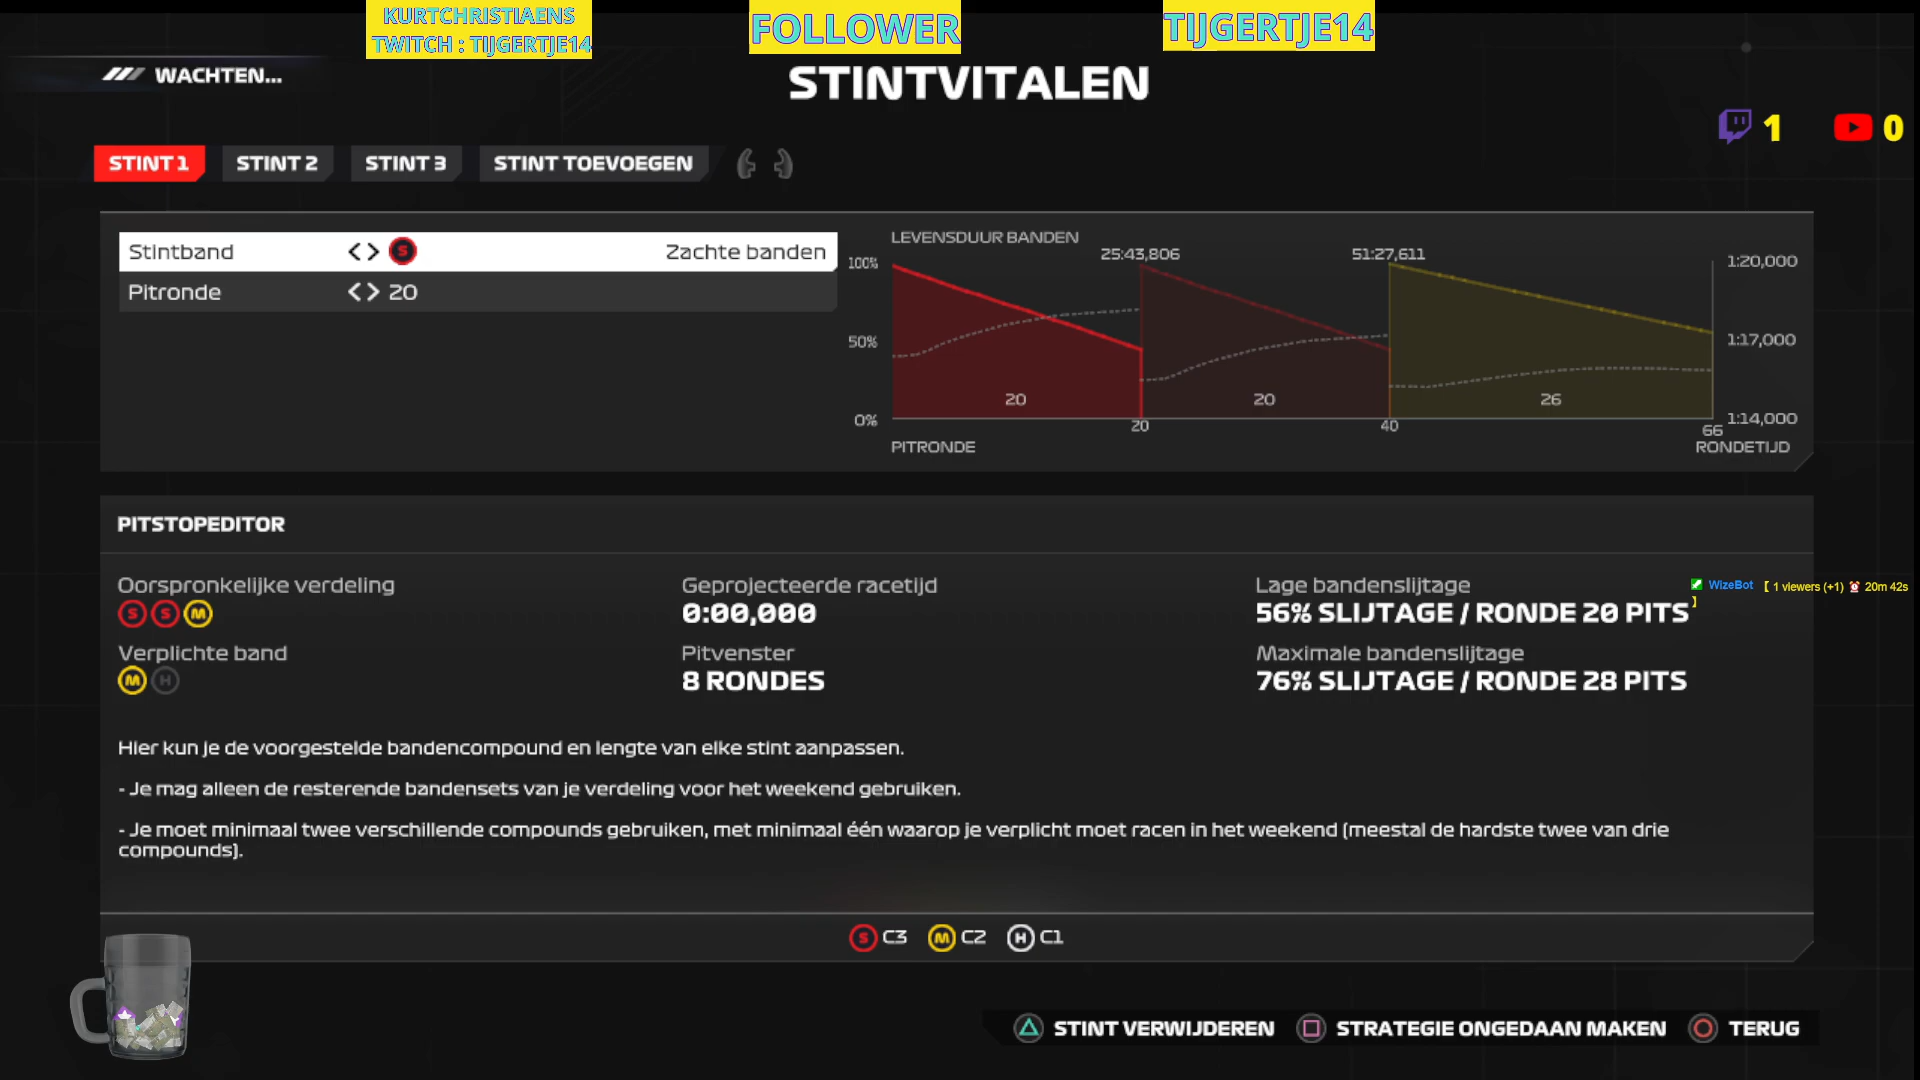 KURTCHRISTIAENS
TWITCH : TIJGERTJE14
FOLLOWER
TIJGERTJE14
WACHTEN...
STINTVITALEN
1
0
STINT 1
STINT 2
STINT 3
STINT TOEVOEGEN
Stintband
S
Zachte banden
Pitronde
20
LEVENSDUUR BANDEN
25:43,806
51:27,611
100%
50%
0%
1:20,000
1:17,000
1:14,000
20
20
26
20
40
66
PITRONDE
RONDETIJD
PITSTOPEDITOR
Oorspronkelijke verdeling
S S M
Geprojecteerde racetijd
0:00,000
Lage bandenslijtage
56% SLIJTAGE / RONDE 20 PITS
WizeBot [ 1 viewers (+1) ⏰ 20m 42s
]
Verplichte band
M H
Pitvenster
8 RONDES
Maximale bandenslijtage
76% SLIJTAGE / RONDE 28 PITS
Hier kun je de voorgestelde bandencompound en lengte van elke stint aanpassen.
- Je mag alleen de resterende bandensets van je verdeling voor het weekend gebruiken.
- Je moet minimaal twee verschillende compounds gebruiken, met minimaal één waarop je verplicht moet racen in het weekend (meestal de hardste twee van drie
compounds).
S C3 M C2 H C1
STINT VERWIJDEREN
STRATEGIE ONGEDAAN MAKEN
TERUG